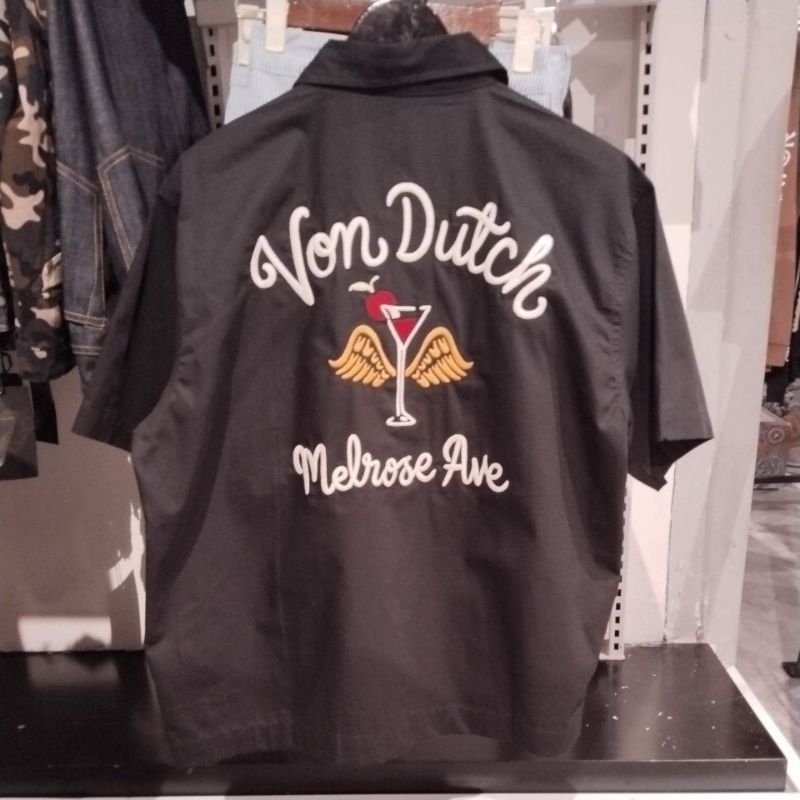 Von Dutch
Melrose Ave